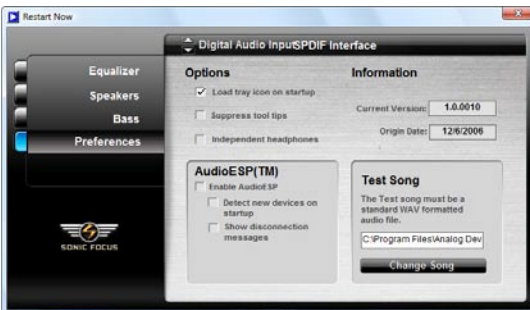 Restart Now
Digital Audio InputSPDIF Interface
Equalizer
Speakers
Bass
Preferences
SONIC FOCUS
Options
Load tray icon on startup
Suppress tool tips
Independent headphones
Information
Current Version: 1.0.0010
Origin Date: 12/6/2006
AudioESP(TM)
Enable AudioESP
Detect new devices on
startup
Show disconnection
messages
Test Song
The Test song must be a
standard WAV formatted
audio file.
C:\Program Files\Analog Dev
Change Song